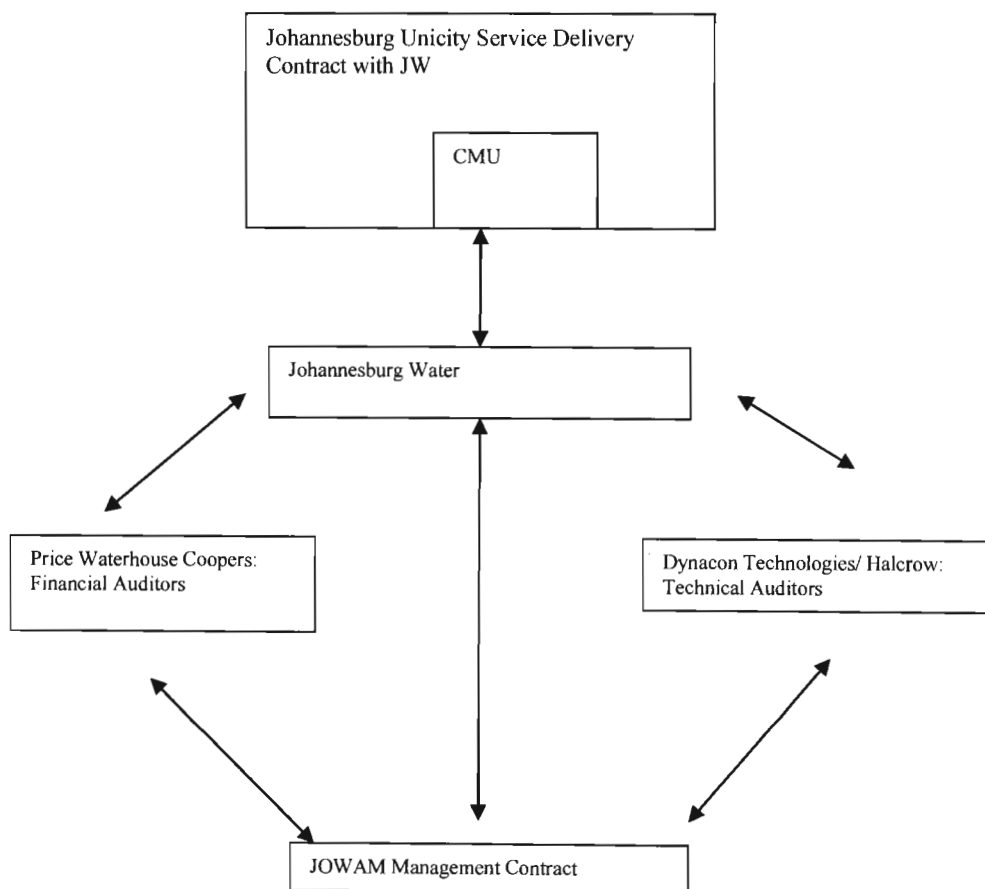 Johannesburg Unicity Service Delivery
Contract with JW
CMU
Johannesburg Water
Price Waterhouse Coopers:
Financial Auditors
Dynacon Technologies/ Halcrow:
Technical Auditors
JOWAM Management Contract